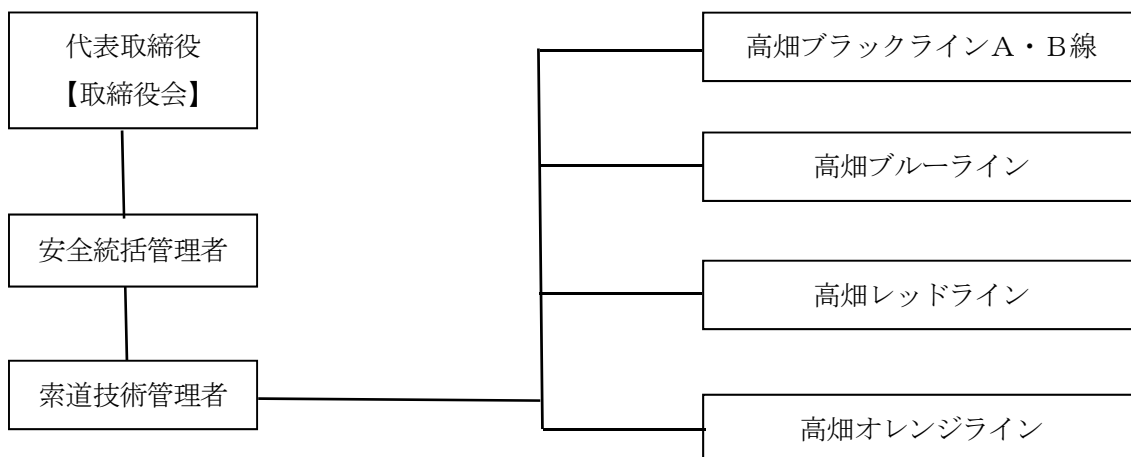 代表取締役
【取締役会】
安全統括管理者
索道技術管理者
高畑ブラックラインＡ・Ｂ線
高畑ブルーライン
高畑レッドライン
高畑オレンジライン